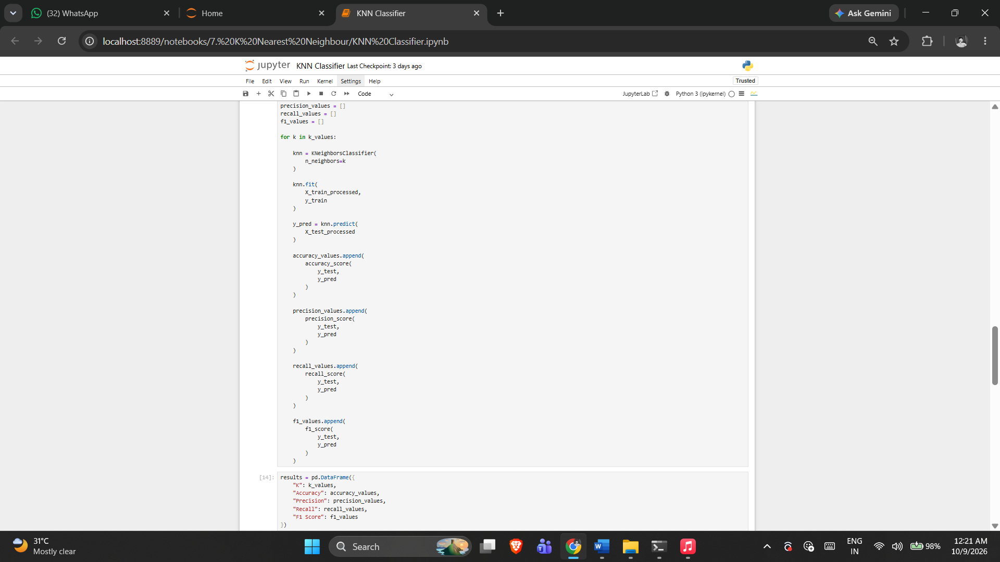 (32) WhatsApp
Home
KNN Classifier
Ask Gemini
localhost:8889/notebooks/7.%20K%20Nearest%20Neighbour/KNN%20Classifier.ipynb
jupyter KNN Classifier Last Checkpoint: 3 days ago
File Edit View Run Kernel Settings Help Trusted
Code JupyterLab Python 3 (ipykernel)
precision_values = []
recall_values = []
f1_values = []
for k in k_values:
knn = KNeighborsClassifier(
n_neighbors=k
)
knn.fit(
X_train_processed,
y_train
)
y_pred = knn.predict(
X_test_processed
)
accuracy_values.append(
accuracy_score(
y_test,
y_pred
)
)
precision_values.append(
precision_score(
y_test,
y_pred
)
)
recall_values.append(
recall_score(
y_test,
y_pred
)
)
f1_values.append(
f1_score(
y_test,
y_pred
)
)
[14]: results = pd.DataFrame({
"K": k_values,
"Accuracy": accuracy_values,
"Precision": precision_values,
"Recall": recall_values,
"F1 Score": f1_values
})
31°C
Mostly clear
Search
ENG
IN
98%
12:21 AM
10/9/2026